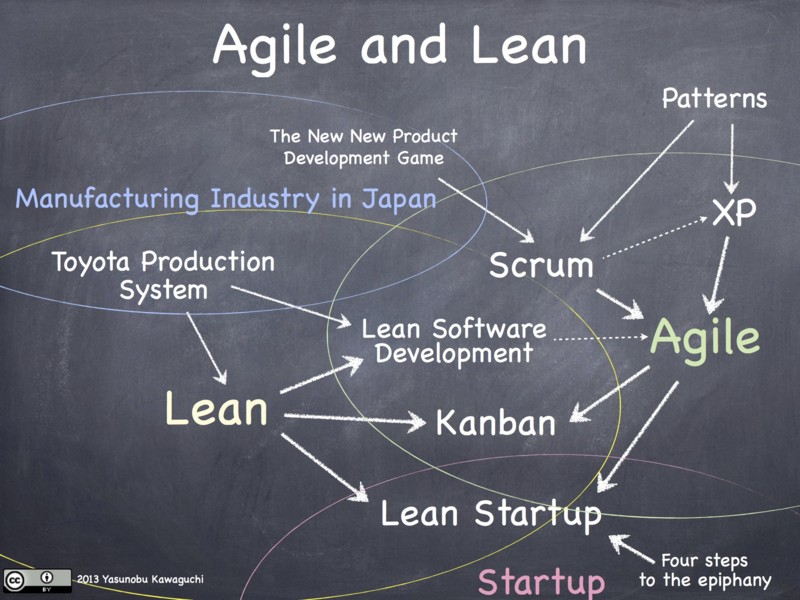 Agile and Lean
Patterns
The New New Product
Development Game
Manufacturing Industry in Japan
XP
Toyota Production
System
Scrum
Lean Software
Development
Agile
Lean
Kanban
Lean Startup
Four steps
to the epiphany
Startup
cc BY
2013 Yasunobu Kawaguchi